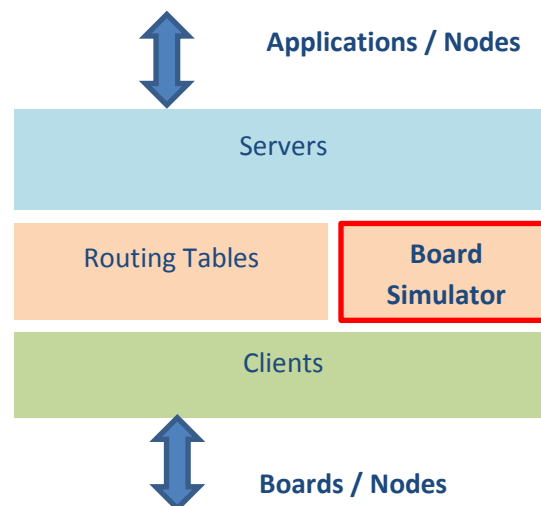 Applications / Nodes
Servers
Routing Tables
Board
Simulator
Clients
Boards / Nodes